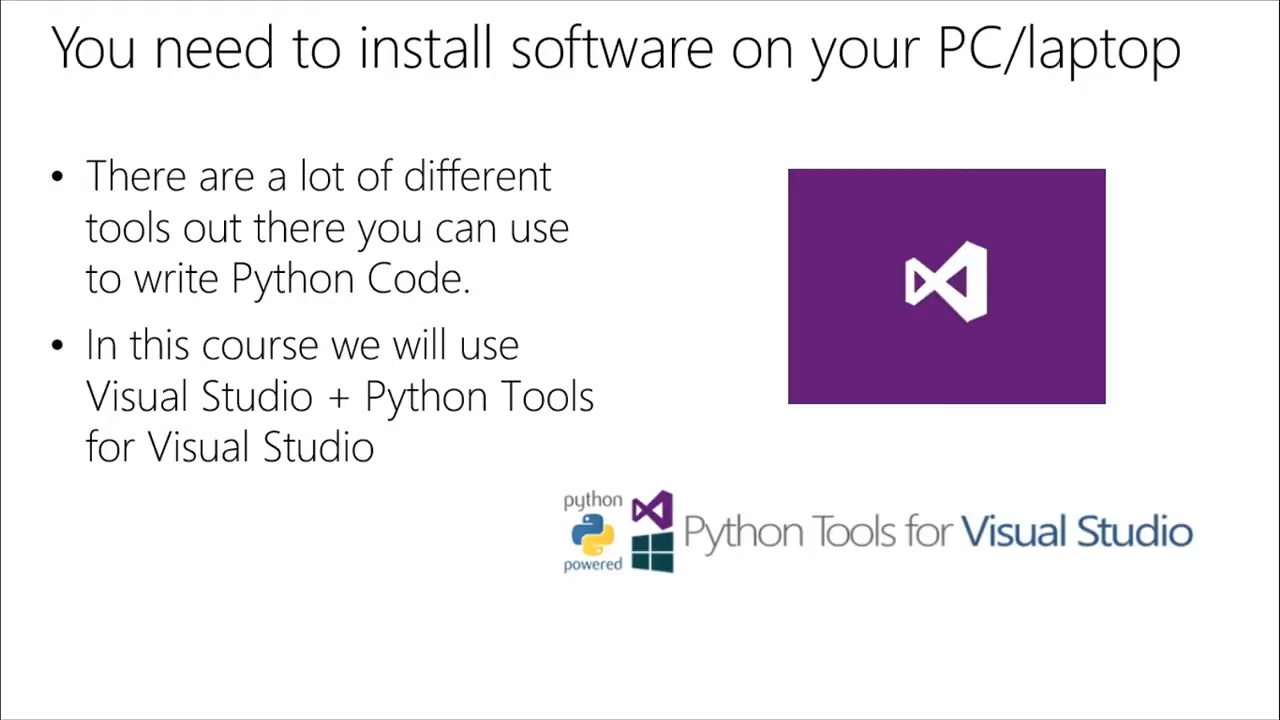 You need to install software on your PC/laptop
• There are a lot of different
tools out there you can use
to write Python Code.
• In this course we will use
Visual Studio + Python Tools
for Visual Studio
python
powered
Python Tools for Visual Studio